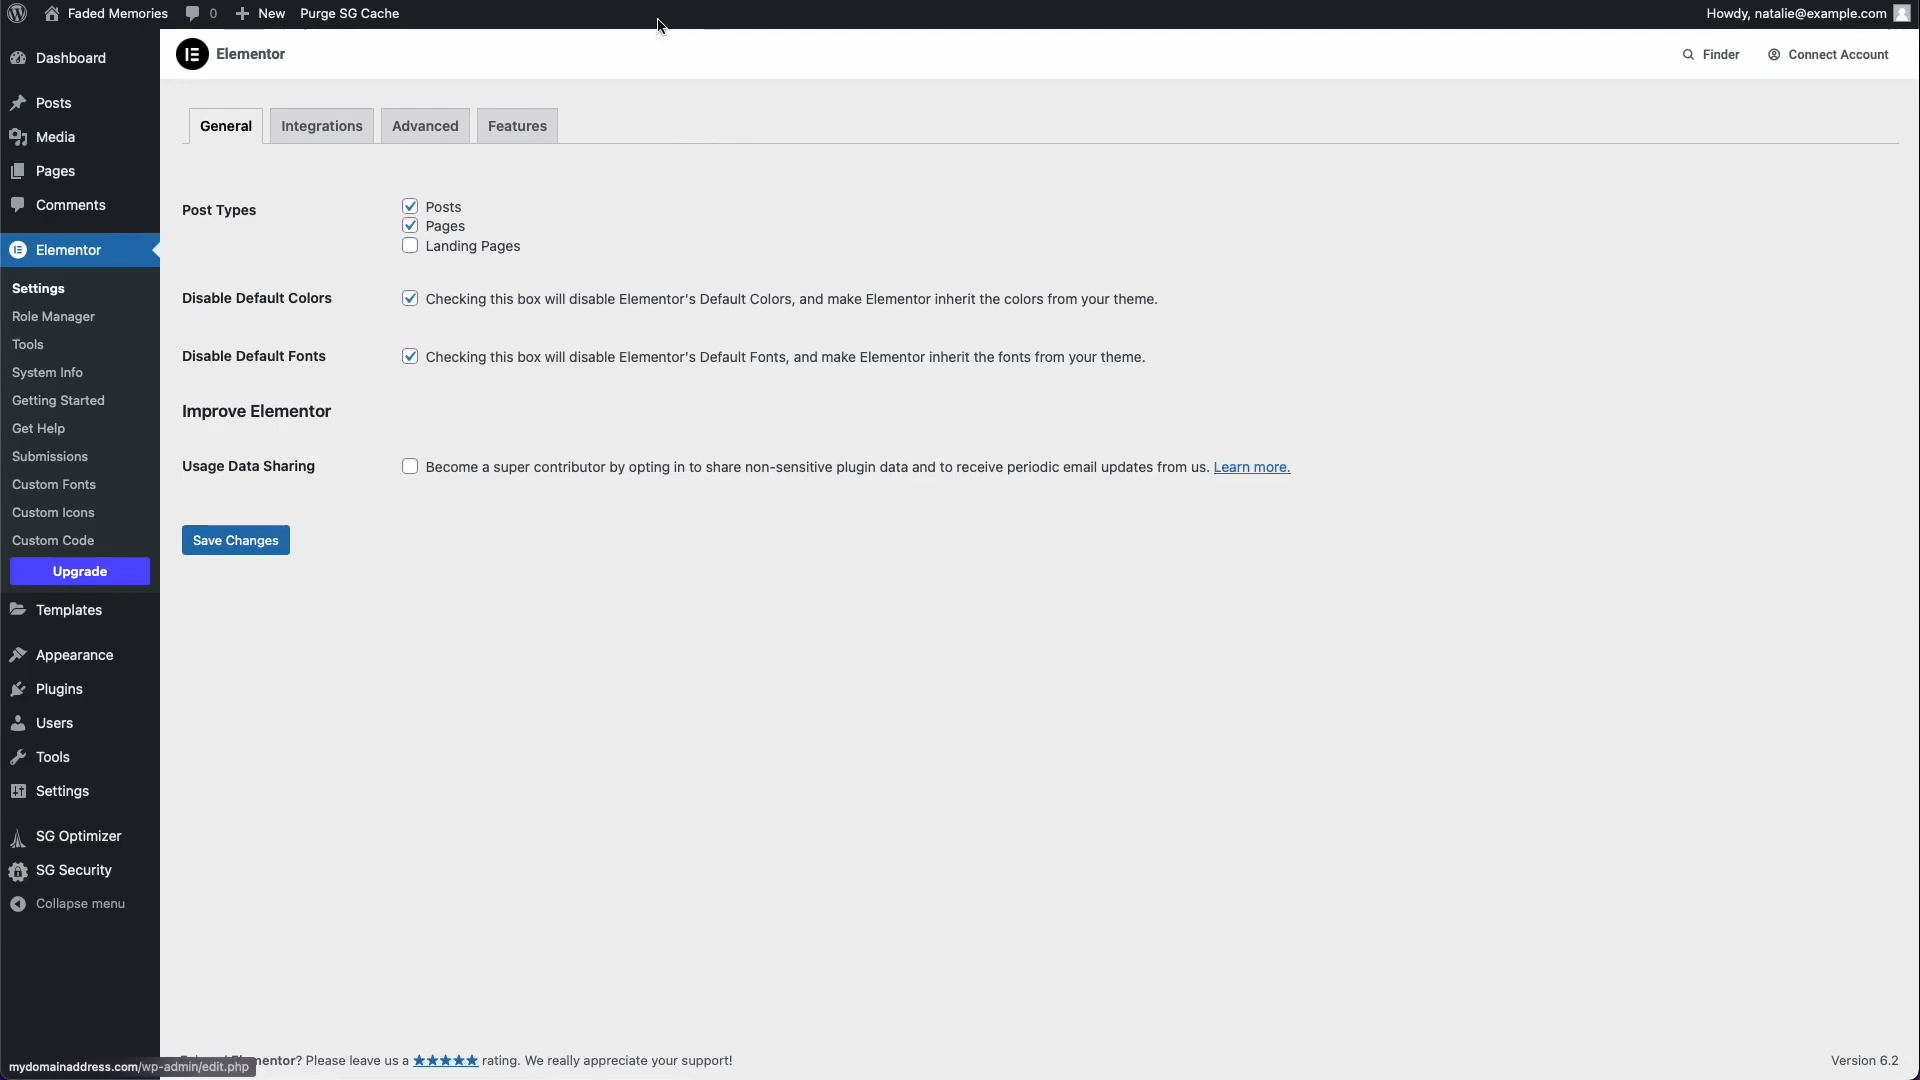 Faded Memories
0
New
Purge SG Cache
Howdy, natalie@example.com
Dashboard
Posts
Media
Pages
Comments
Elementor
Settings
Role Manager
Tools
System Info
Getting Started
Get Help
Submissions
Custom Fonts
Custom Icons
Custom Code
Upgrade
Templates
Appearance
Plugins
Users
Tools
Settings
SG Optimizer
SG Security
Collapse menu
Elementor
Finder
Connect Account
General
Integrations
Advanced
Features
Post Types
Posts
Pages
Landing Pages
Disable Default Colors
Checking this box will disable Elementor's Default Colors, and make Elementor inherit the colors from your theme.
Disable Default Fonts
Checking this box will disable Elementor's Default Fonts, and make Elementor inherit the fonts from your theme.
Improve Elementor
Usage Data Sharing
Become a super contributor by opting in to share non-sensitive plugin data and to receive periodic email updates from us. Learn more.
Save Changes
mentor? Please leave us a ★★★★★ rating. We really appreciate your support!
Version 6.2
mydomainaddress.com/wp-admin/edit.php